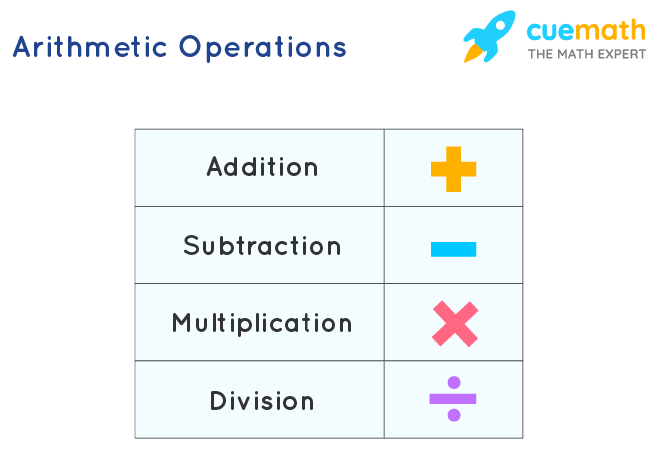 Arithmetic Operations
cuemath
THE MATH EXPERT
Addition +
Subtraction −
Multiplication ×
Division ÷